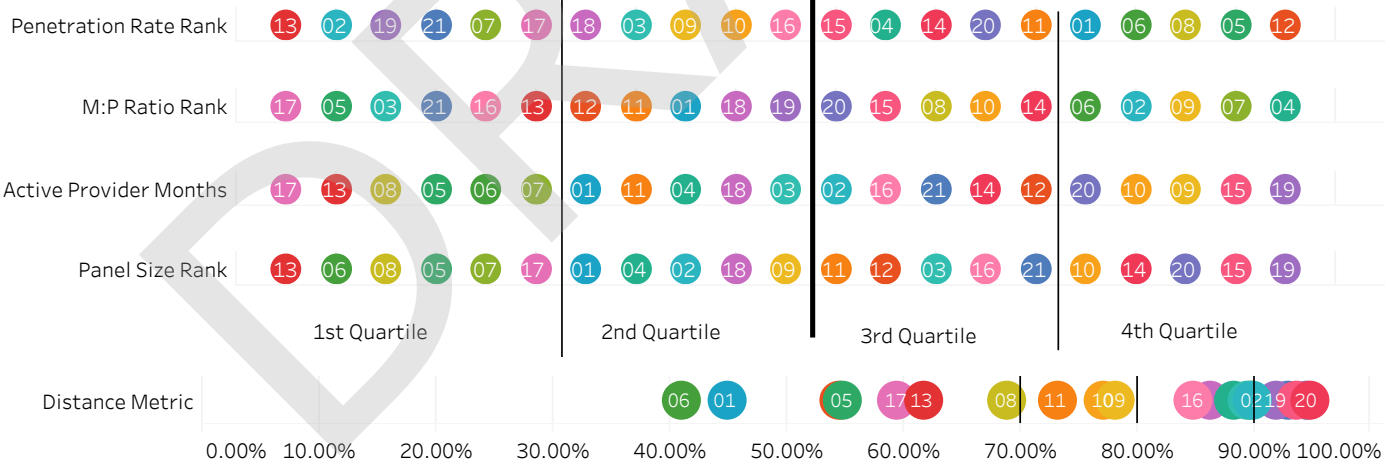 Penetration Rate Rank 13 02 19 21 07 17 18 03 09 10 16 15 04 14 20 11 01 06 08 05 12
M:P Ratio Rank 17 05 03 21 16 13 12 11 01 18 19 20 15 08 10 14 06 02 09 07 04
Active Provider Months 17 13 08 05 06 07 01 11 04 18 03 02 16 21 14 12 20 10 09 15 19
Panel Size Rank 13 06 08 05 07 17 01 04 02 18 09 11 12 03 16 21 10 14 20 15 19
1st Quartile 2nd Quartile 3rd Quartile 4th Quartile
Distance Metric 06 01 05 17 13 08 11 10 09 16 02 19 20
0.00% 10.00% 20.00% 30.00% 40.00% 50.00% 60.00% 70.00% 80.00% 90.00% 100.00%